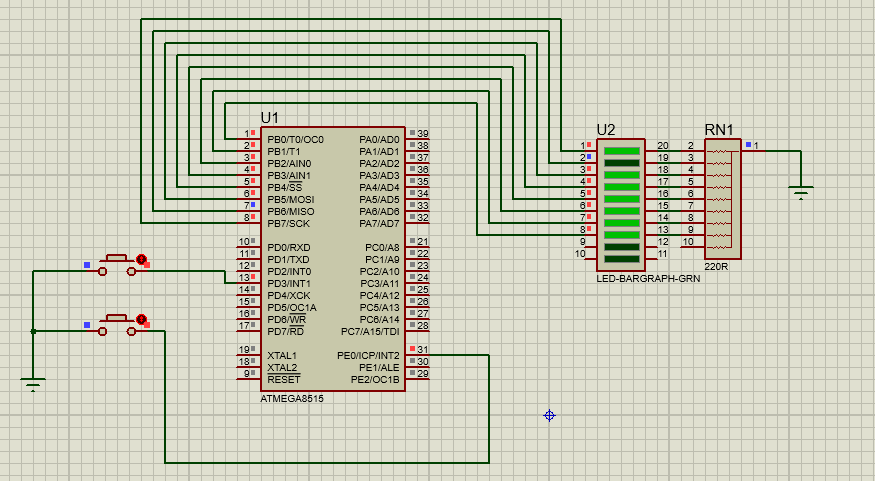 U1
1 PB0/T0/OC0 PA0/AD0 39
2 PB1/T1 PA1/AD1 38
3 PB2/AIN0 PA2/AD2 37
4 PB3/AIN1 PA3/AD3 36
5 PB4/SS PA4/AD4 35
6 PB5/MOSI PA5/AD5 34
7 PB6/MISO PA6/AD6 33
8 PB7/SCK PA7/AD7 32
10 PD0/RXD PC0/A8 21
11 PD1/TXD PC1/A9 22
12 PD2/INT0 PC2/A10 23
13 PD3/INT1 PC3/A11 24
14 PD4/XCK PC4/A12 25
15 PD5/OC1A PC5/A13 26
16 PD6/WR PC6/A14 27
17 PD7/RD PC7/A15/TDI 28
19 XTAL1 PE0/ICP/INT2 31
18 XTAL2 PE1/ALE 30
9 RESET PE2/OC1B 29
ATMEGA8515
U2 RN1
1 20 2 1
2 19 3
3 18 4
4 17 5
5 16 6
6 15 7
7 14 8
8 13 9
9 12 10
10 11
220R
LED-BARGRAPH-GRN